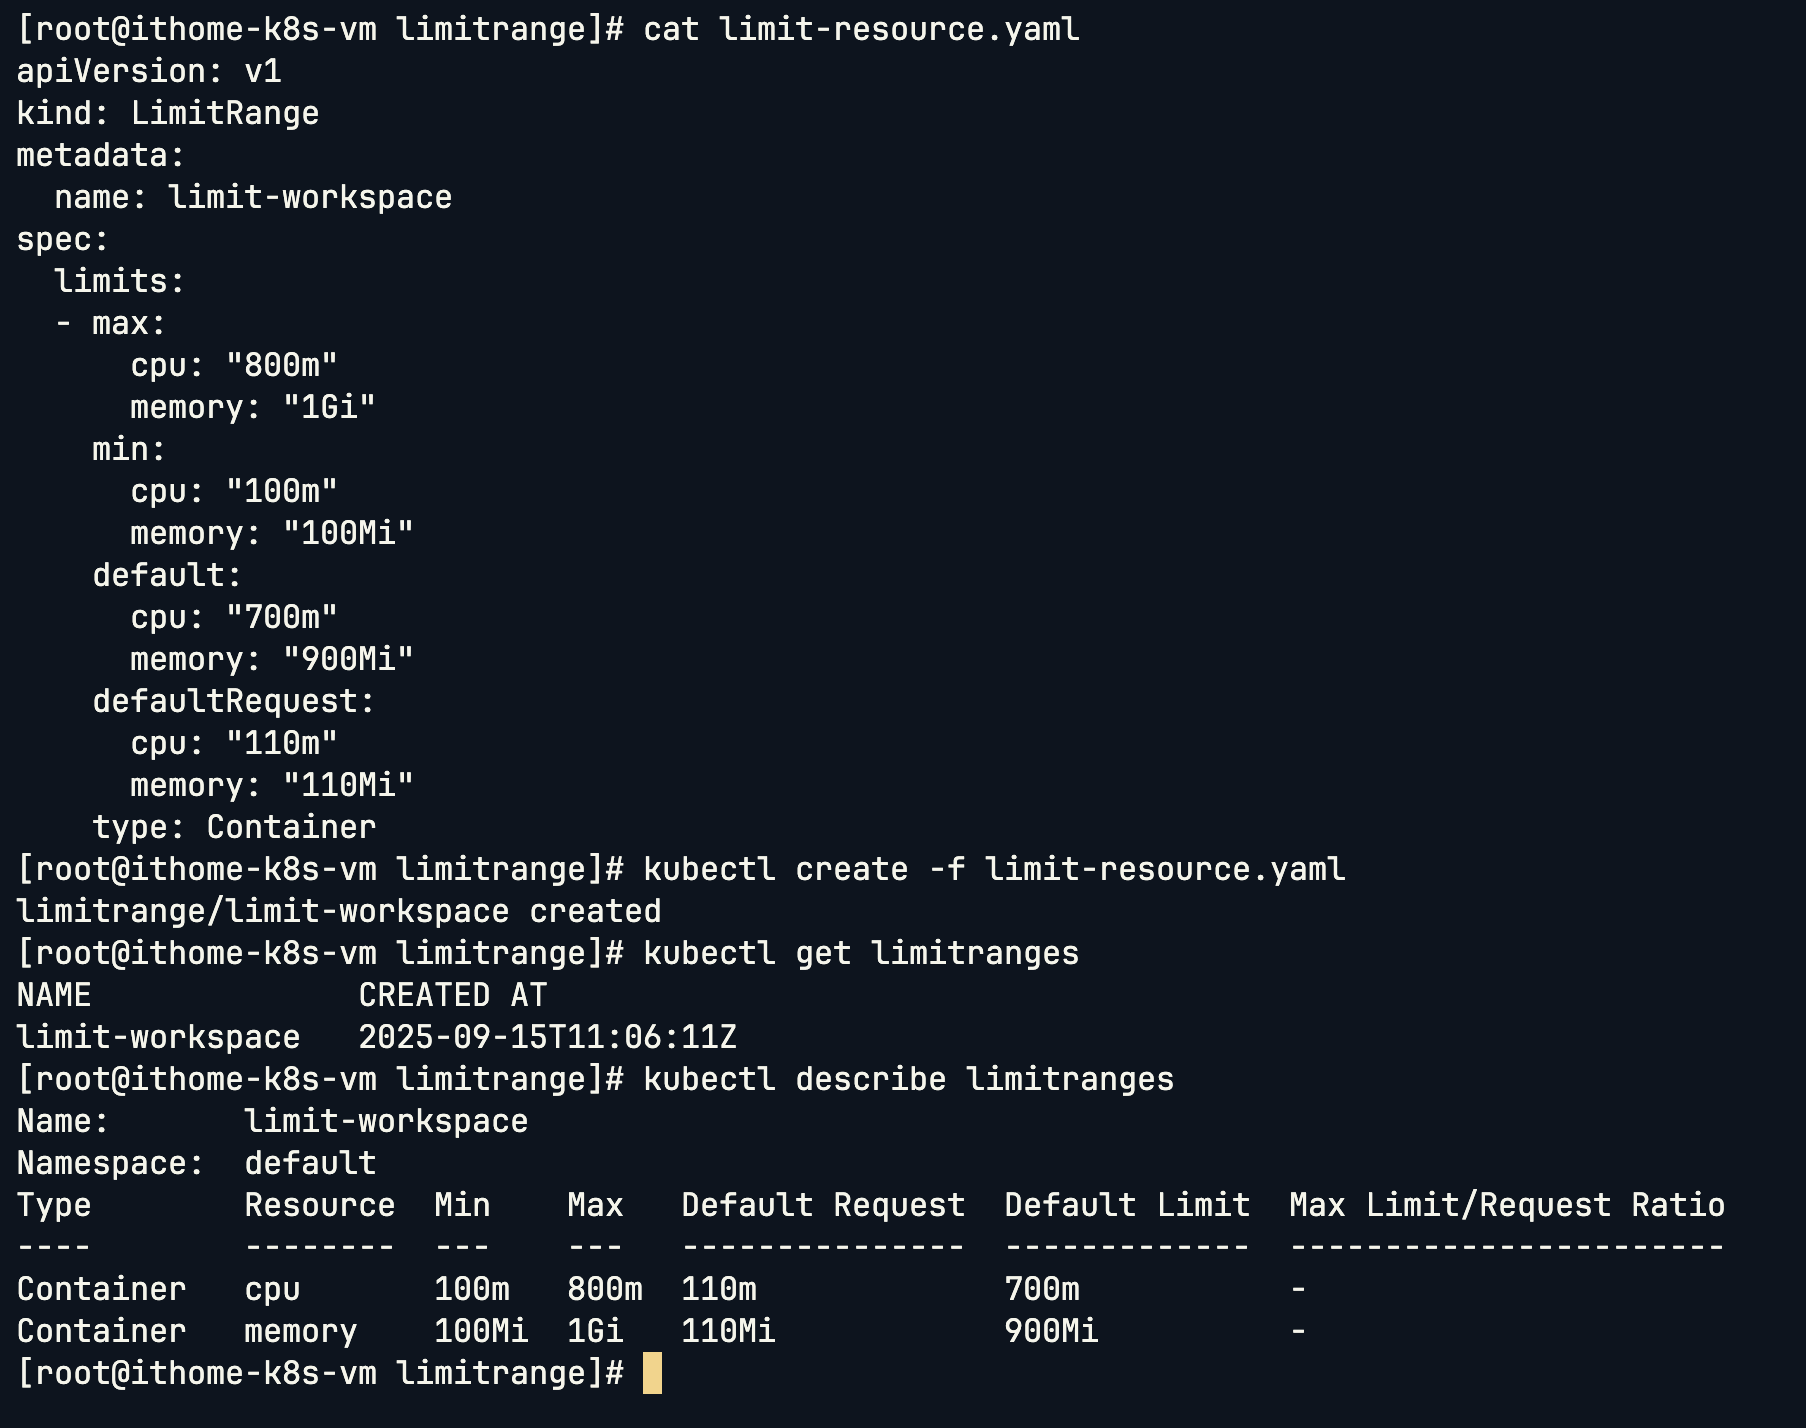 [root@ithome-k8s-vm limitrange]# cat limit-resource.yaml
apiVersion: v1
kind: LimitRange
metadata:
  name: limit-workspace
spec:
  limits:
  - max:
      cpu: "800m"
      memory: "1Gi"
    min:
      cpu: "100m"
      memory: "100Mi"
    default:
      cpu: "700m"
      memory: "900Mi"
    defaultRequest:
      cpu: "110m"
      memory: "110Mi"
    type: Container
[root@ithome-k8s-vm limitrange]# kubectl create -f limit-resource.yaml
limitrange/limit-workspace created
[root@ithome-k8s-vm limitrange]# kubectl get limitranges
NAME              CREATED AT
limit-workspace   2025-09-15T11:06:11Z
[root@ithome-k8s-vm limitrange]# kubectl describe limitranges
Name:       limit-workspace
Namespace:  default
Type        Resource  Min    Max   Default Request  Default Limit  Max Limit/Request Ratio
----        --------  ---    ---   ---------------  -------------  -----------------------
Container   cpu       100m   800m  110m             700m           -
Container   memory    100Mi  1Gi   110Mi            900Mi          -
[root@ithome-k8s-vm limitrange]#